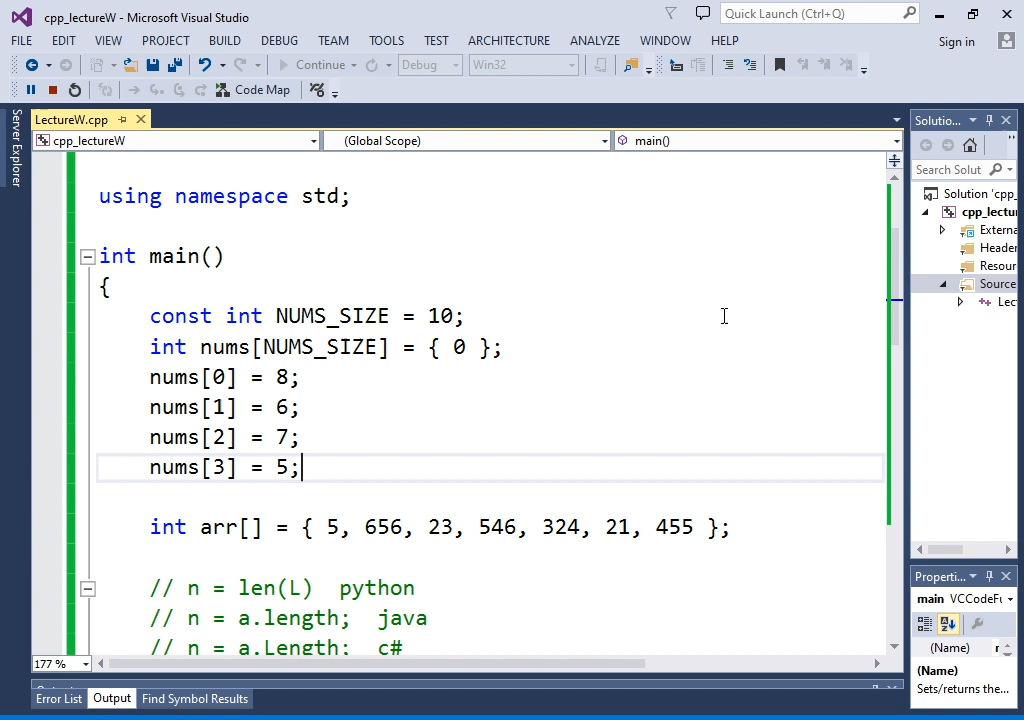 cpp_lectureW - Microsoft Visual Studio
Quick Launch (Ctrl+Q)
FILE EDIT VIEW PROJECT BUILD DEBUG TEAM TOOLS TEST ARCHITECTURE ANALYZE WINDOW HELP
Sign in
Continue Debug Win32
Code Map
Server Explorer
LectureW.cpp
cpp_lectureW (Global Scope) main()
using namespace std;
int main()
{
const int NUMS_SIZE = 10;
int nums[NUMS_SIZE] = { 0 };
nums[0] = 8;
nums[1] = 6;
nums[2] = 7;
nums[3] = 5;
int arr[] = { 5, 656, 23, 546, 324, 21, 455 };
// n = len(L)  python
// n = a.length;  java
// n = a.Length;  c#
177 %
Error List Output Find Symbol Results
Solutio...
Search Solut
Solution 'cpp_
cpp_lectu
Externa
Header
Resour
Source
Lec
Properti...
main VCCodeFu
(Name)
(Name)
Sets/returns the...